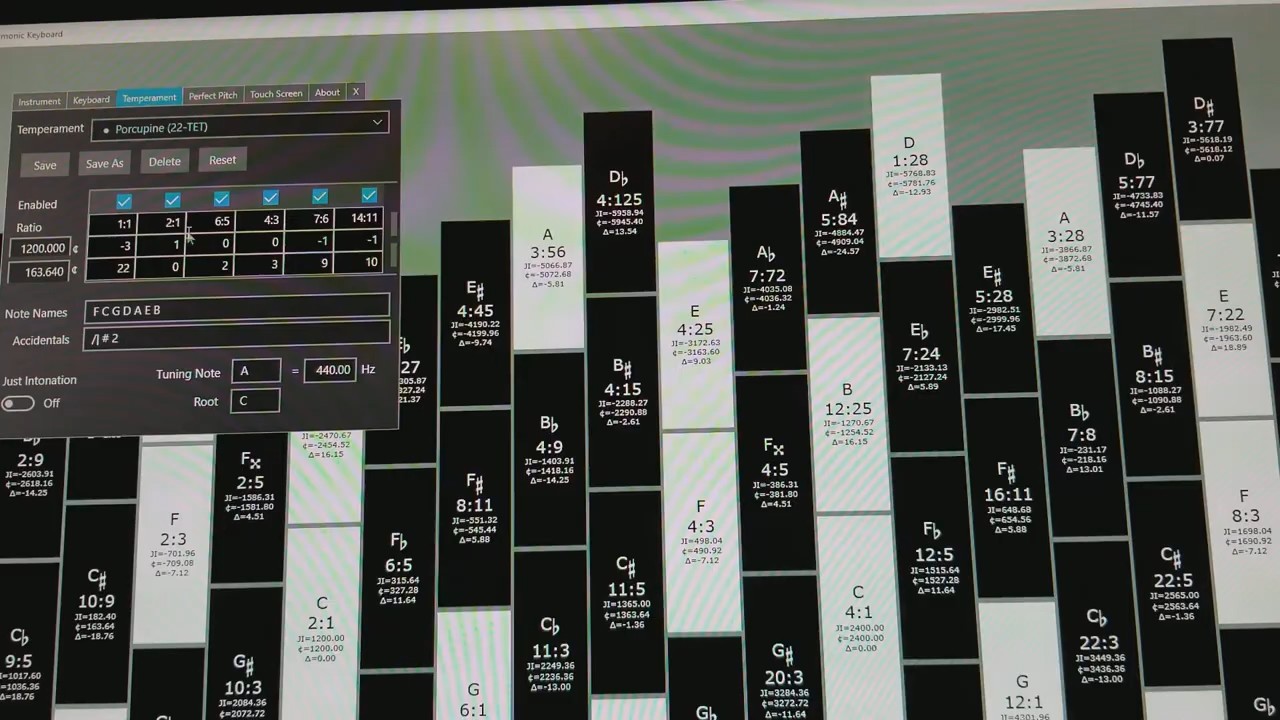 monic Keyboard
Instrument Keyboard Temperament Perfect Pitch Touch Screen About X
Temperament Porcupine (22-TET)
Save Save As Delete Reset
Enabled
Ratio 1:1 2:1 6:5 4:3 7:6 14:11
1200.000 ¢ -3 1 0 0 -1 -1
163.640 ¢ 22 0 2 3 9 10
Note Names F C G D A E B
Accidentals /|# 2
Just Intonation Tuning Note A = 440.00 Hz
Off Root C
B♭
2:9
JI=-2603.91
¢=-2618.16
Δ=-14.25
C♭
9:5
JI=1017.60
¢=1036.36
Δ=18.76
C#
10:9
JI=182.40
¢=163.64
Δ=-18.76
F
2:3
JI=-701.96
¢=-709.08
Δ=-7.12
Fx
2:5
JI=-1586.31
¢=-1581.80
Δ=4.51
G#
10:3
JI=2084.36
¢=2072.72
JI=-2470.67
¢=-2454.52
Δ=16.15
C
2:1
JI=1200.00
¢=1200.00
Δ=0.00
F♭
6:5
JI=315.64
¢=327.28
Δ=11.64
E#
4:45
JI=-4190.22
¢=-4199.96
Δ=-9.74
F#
8:11
JI=-551.32
¢=-545.44
Δ=5.88
G
6:1
A
3:56
JI=-5066.87
¢=-5072.68
Δ=-5.81
B♭
4:9
JI=-1403.91
¢=-1418.16
Δ=-14.25
C♭
11:3
JI=2249.36
¢=2236.36
Δ=-13.00
D♭
4:125
JI=-5958.94
¢=-5945.40
Δ=13.54
B#
4:15
JI=-2288.27
¢=-2290.88
Δ=-2.61
C#
11:5
JI=1365.00
¢=1363.64
Δ=-1.36
E
4:25
JI=-3172.63
¢=-3163.60
Δ=9.03
F
4:3
JI=498.04
¢=490.92
Δ=-7.12
G♭
A♭
7:72
JI=-4035.08
¢=-4036.32
Δ=-1.24
Fx
4:5
JI=-386.31
¢=-381.80
Δ=4.51
G#
20:3
JI=3284.36
¢=3272.72
Δ=-11.64
A#
5:84
JI=-4884.47
¢=-4909.04
Δ=-24.57
B
12:25
JI=-1270.67
¢=-1254.52
Δ=16.15
C
4:1
JI=2400.00
¢=2400.00
Δ=0.00
D
1:28
JI=-5768.83
¢=-5781.76
Δ=-12.93
E♭
7:24
JI=-2133.13
¢=-2127.24
Δ=5.89
F♭
12:5
JI=1515.64
¢=1527.28
Δ=11.64
E#
5:28
JI=-2982.51
¢=-2999.96
Δ=-17.45
F#
16:11
JI=648.68
¢=654.56
Δ=5.88
G
12:1
JI=4301.96
A
3:28
JI=-3866.87
¢=-3872.68
Δ=-5.81
B♭
7:8
JI=-231.17
¢=-218.16
Δ=13.01
C♭
22:3
JI=3449.36
¢=3436.36
Δ=-13.00
D♭
5:77
JI=-4733.83
¢=-4745.40
Δ=-11.57
B#
8:15
JI=-1088.27
¢=-1090.88
Δ=-2.61
C#
22:5
JI=2565.00
¢=2563.64
Δ=-1.36
D#
3:77
JI=-5618.19
¢=-5618.12
Δ=0.07
E
7:22
JI=-1982.49
¢=-1963.60
Δ=18.89
F
8:3
JI=1698.04
¢=1690.92
Δ=-7.12
G♭